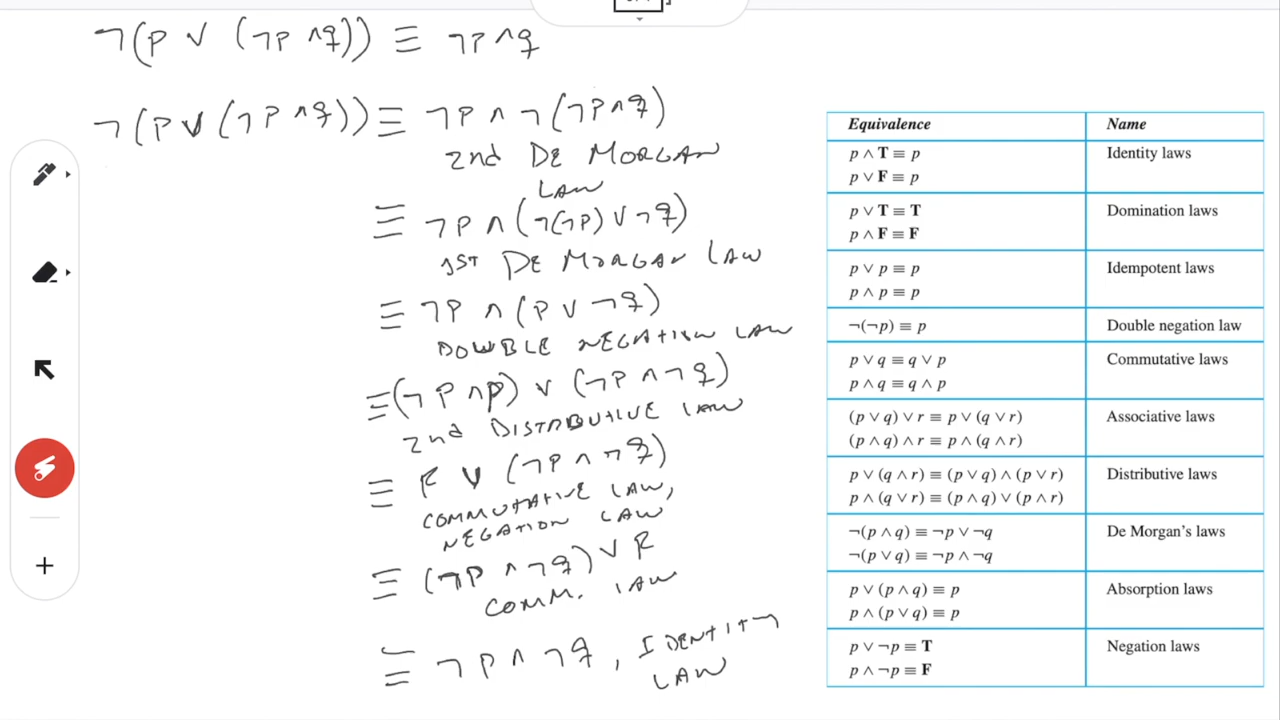 ¬(p ∨ (¬p ∧ q)) ≡ ¬p ∧ q
¬(p ∨ (¬p ∧ q)) ≡ ¬p ∧ ¬(¬p ∧ q)
2nd DE MORGAN
LAW
≡ ¬p ∧ (¬(¬p) ∨ ¬q)
1ST DE MORGAN LAW
≡ ¬p ∧ (p ∨ ¬q)
DOUBLE NEGATION LAW
≡ (¬p ∧ p) ∨ (¬p ∧ ¬q)
2nd DISTRIBUTIVE LAW
≡ F ∨ (¬p ∧ ¬q)
COMMUTATIVE LAW,
NEGATION LAW
≡ (¬p ∧ ¬q) ∨ F
COMM. LAW
≡ ¬p ∧ ¬q, IDENTITY
LAW
Equivalence Name
p ∧ T ≡ p Identity laws
p ∨ F ≡ p
p ∨ T ≡ T Domination laws
p ∧ F ≡ F
p ∨ p ≡ p Idempotent laws
p ∧ p ≡ p
¬(¬p) ≡ p Double negation law
p ∨ q ≡ q ∨ p Commutative laws
p ∧ q ≡ q ∧ p
(p ∨ q) ∨ r ≡ p ∨ (q ∨ r) Associative laws
(p ∧ q) ∧ r ≡ p ∧ (q ∧ r)
p ∨ (q ∧ r) ≡ (p ∨ q) ∧ (p ∨ r) Distributive laws
p ∧ (q ∨ r) ≡ (p ∧ q) ∨ (p ∧ r)
¬(p ∧ q) ≡ ¬p ∨ ¬q De Morgan's laws
¬(p ∨ q) ≡ ¬p ∧ ¬q
p ∨ (p ∧ q) ≡ p Absorption laws
p ∧ (p ∨ q) ≡ p
p ∨ ¬p ≡ T Negation laws
p ∧ ¬p ≡ F